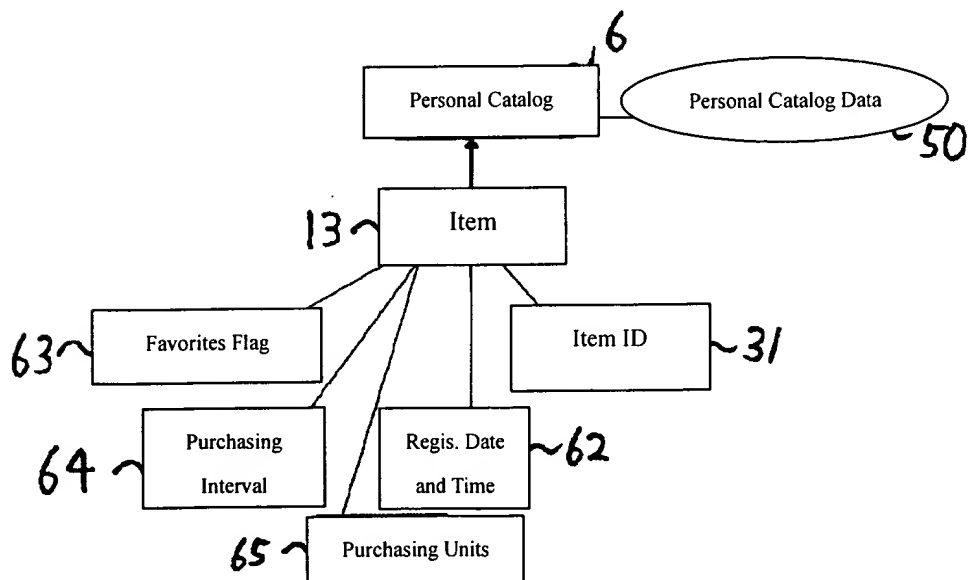 6
Personal Catalog
Personal Catalog Data
50
13
Item
63
Favorites Flag
Item ID
31
64
Purchasing
Interval
Regis. Date
and Time
62
65
Purchasing Units